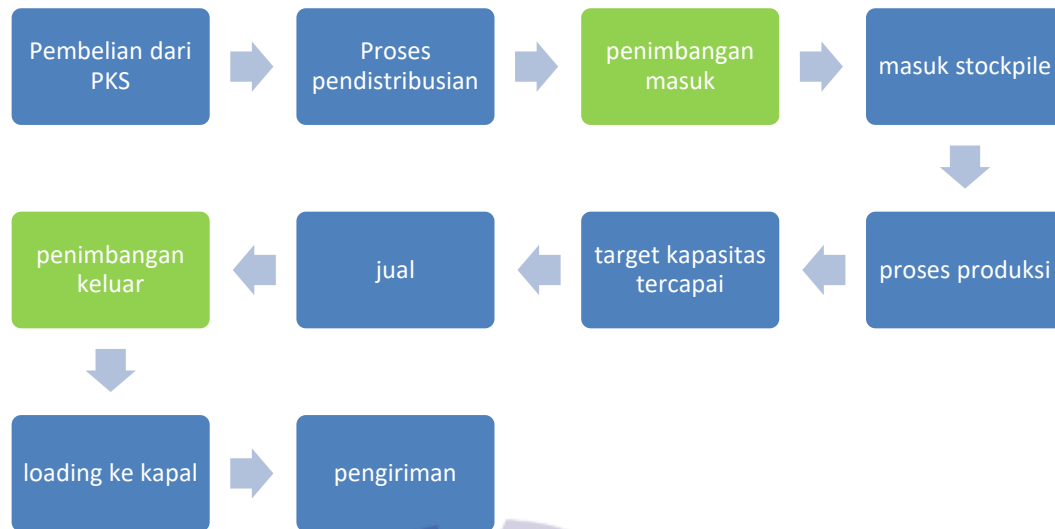 Pembelian dari
PKS
Proses
pendistribusian
penimbangan
masuk
masuk stockpile
proses produksi
target kapasitas
tercapai
jual
penimbangan
keluar
loading ke kapal
pengiriman